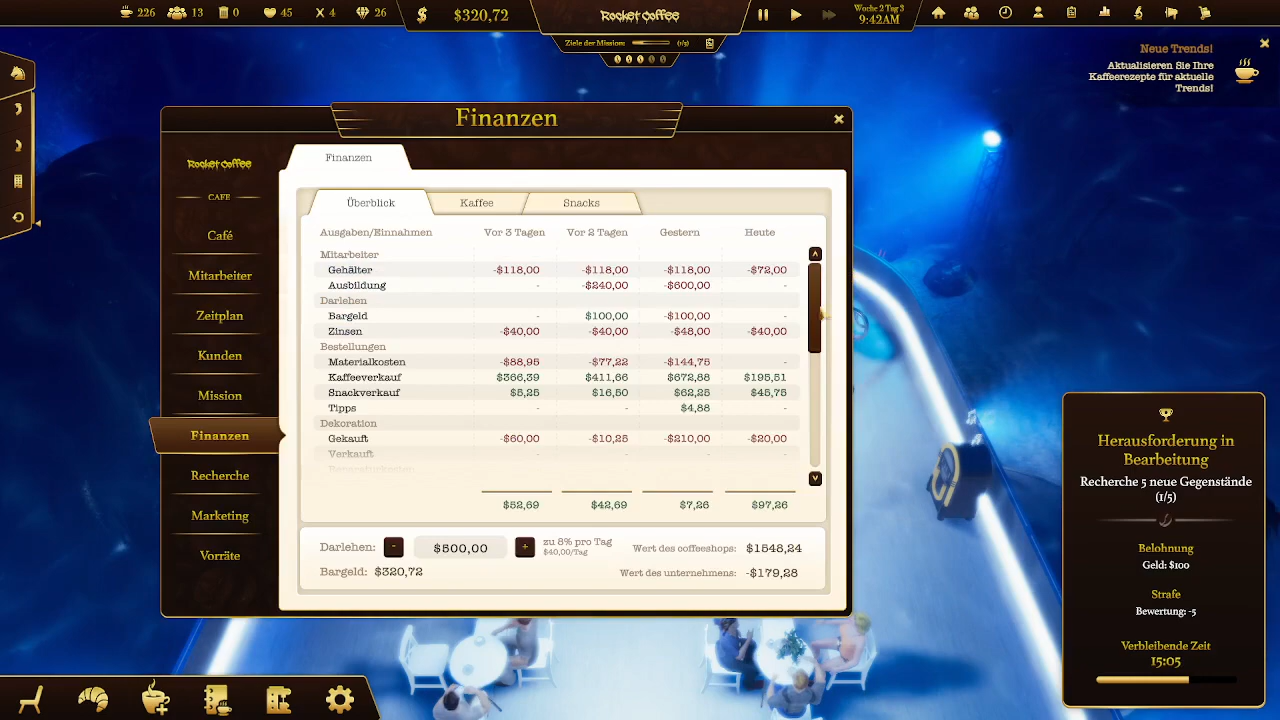 226 13 0 45 4 26 $320,72 Rocket Coffee Woche 2 Tag 3
9:42AM
Ziele der Mission: (1/3)
Neue Trends!
Aktualisieren Sie Ihre
Kaffeerezepte für aktuelle
Trends!
Finanzen
Rocket Coffee
CAFE
Café
Mitarbeiter
Zeitplan
Kunden
Mission
Finanzen
Recherche
Marketing
Vorräte
Finanzen
Überblick Kaffee Snacks
Ausgaben/Einnahmen Vor 3 Tagen Vor 2 Tagen Gestern Heute
Mitarbeiter
Gehälter -$118,00 -$118,00 -$118,00 -$72,00
Ausbildung - -$240,00 -$600,00 -
Darlehen
Bargeld - $100,00 -$100,00 -
Zinsen -$40,00 -$40,00 -$48,00 -$40,00
Bestellungen
Materialkosten -$88,95 -$77,22 -$144,75 -
Kaffeeverkauf $366,39 $411,66 $672,88 $195,51
Snackverkauf $5,25 $16,50 $62,25 $45,75
Tipps - - $4,88 -
Dekoration
Gekauft -$60,00 -$10,25 -$210,00 -$20,00
Verkauft - - - -
Reparaturkosten
$52,69 $42,69 $7,26 $97,26
Darlehen: - $500,00 + zu 8% pro Tag
$40,00/Tag
Wert des coffeeshops: $1548,24
Bargeld: $320,72
Wert des unternehmens: -$179,28
Herausforderung in
Bearbeitung
Recherche 5 neue Gegenstände
(1/5)
Belohnung
Geld: $100
Strafe
Bewertung: -5
Verbleibende Zeit
15:05